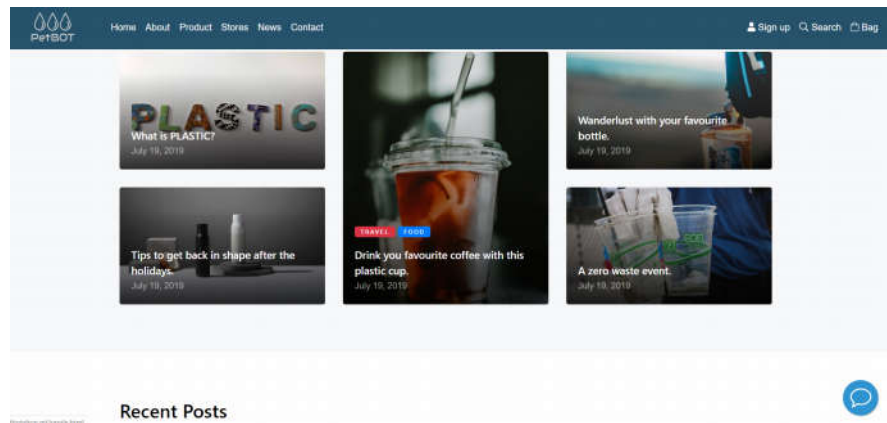 PetBOT
Home About Product Stores News Contact
Sign up Search Bag
PLASTIC
What is PLASTIC?
July 19, 2019
Tips to get back in shape after the
holidays.
July 19, 2019
TRAVEL FOOD
Drink you favourite coffee with this
plastic cup.
July 19, 2019
Wanderlust with your favourite
bottle.
July 19, 2019
A zero waste event.
July 19, 2019
Recent Posts